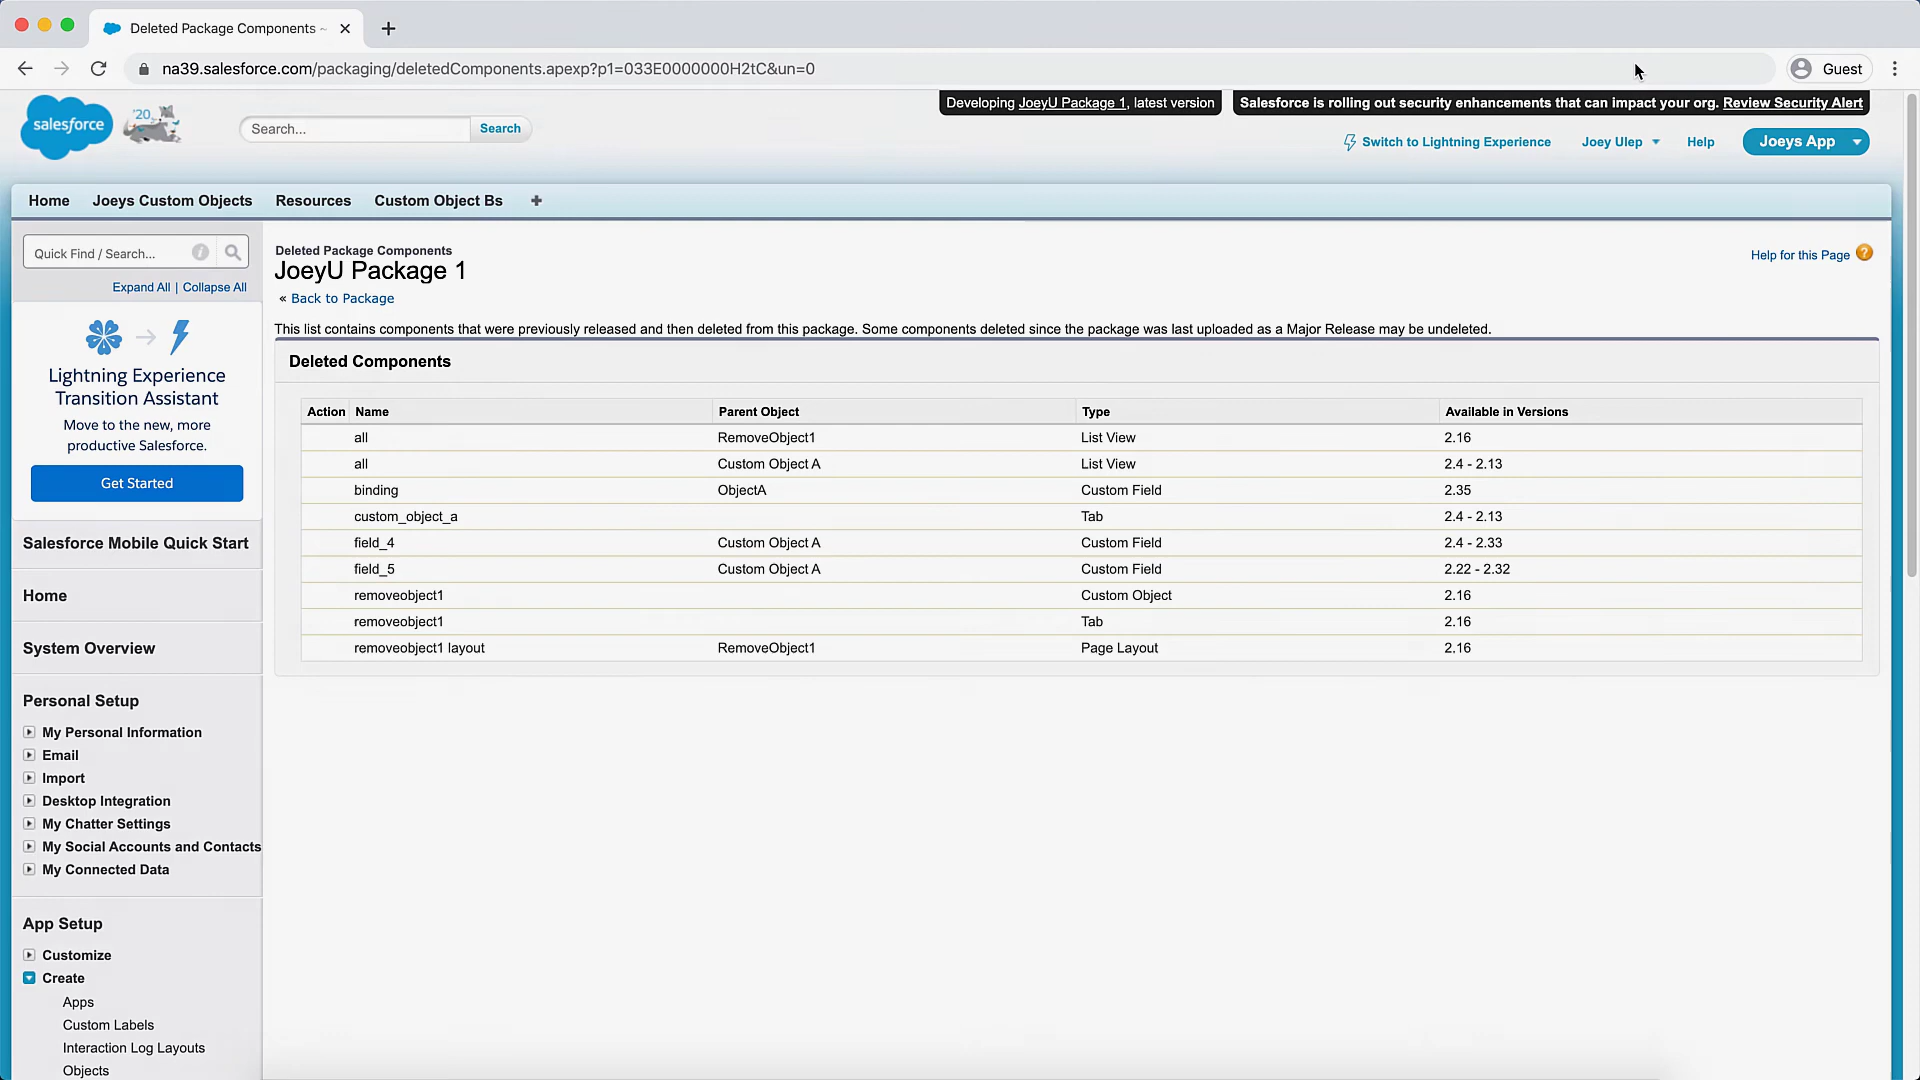 Deleted Package Components ~
na39.salesforce.com/packaging/deletedComponents.apexp?p1=033E0000000H2tC&un=0
Guest
Developing JoeyU Package 1, latest version
Salesforce is rolling out security enhancements that can impact your org. Review Security Alert
salesforce
'20
Search...
Search
Switch to Lightning Experience
Joey Ulep
Help
Joeys App
Home
Joeys Custom Objects
Resources
Custom Object Bs
Quick Find / Search...
Expand All | Collapse All
Lightning Experience
Transition Assistant
Move to the new, more
productive Salesforce.
Get Started
Salesforce Mobile Quick Start
Home
System Overview
Personal Setup
My Personal Information
Email
Import
Desktop Integration
My Chatter Settings
My Social Accounts and Contacts
My Connected Data
App Setup
Customize
Create
Apps
Custom Labels
Interaction Log Layouts
Objects
Deleted Package Components
JoeyU Package 1
« Back to Package
Help for this Page ?
This list contains components that were previously released and then deleted from this package. Some components deleted since the package was last uploaded as a Major Release may be undeleted.
Deleted Components
Action Name Parent Object Type Available in Versions
all RemoveObject1 List View 2.16
all Custom Object A List View 2.4 - 2.13
binding ObjectA Custom Field 2.35
custom_object_a Tab 2.4 - 2.13
field_4 Custom Object A Custom Field 2.4 - 2.33
field_5 Custom Object A Custom Field 2.22 - 2.32
removeobject1 Custom Object 2.16
removeobject1 Tab 2.16
removeobject1 layout RemoveObject1 Page Layout 2.16